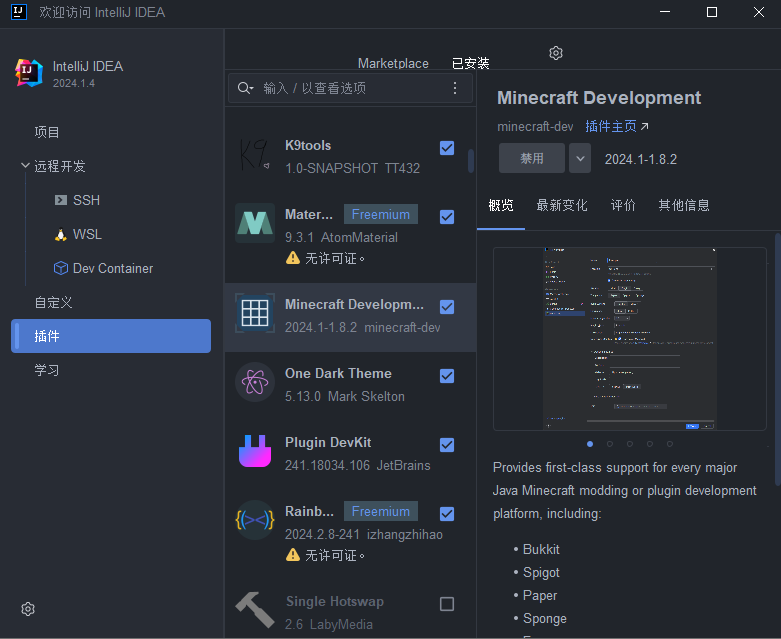 欢迎访问 IntelliJ IDEA
IntelliJ IDEA
2024.1.4
项目
远程开发
SSH
WSL
Dev Container
自定义
插件
学习
Marketplace
已安装
输入 / 以查看选项
K9tools
1.0-SNAPSHOT TT432
Mater... Freemium
9.3.1 AtomMaterial
无许可证。
Minecraft Developm...
2024.1-1.8.2 minecraft-dev
One Dark Theme
5.13.0 Mark Skelton
Plugin DevKit
241.18034.106 JetBrains
Rainb... Freemium
2024.2.8-241 izhangzhihao
无许可证。
Single Hotswap
2.6 LabyMedia
Minecraft Development
minecraft-dev 插件主页
禁用 2024.1-1.8.2
概览 最新变化 评价 其他信息
Provides first-class support for every major
Java Minecraft modding or plugin development
platform, including:
• Bukkit
• Spigot
• Paper
• Sponge